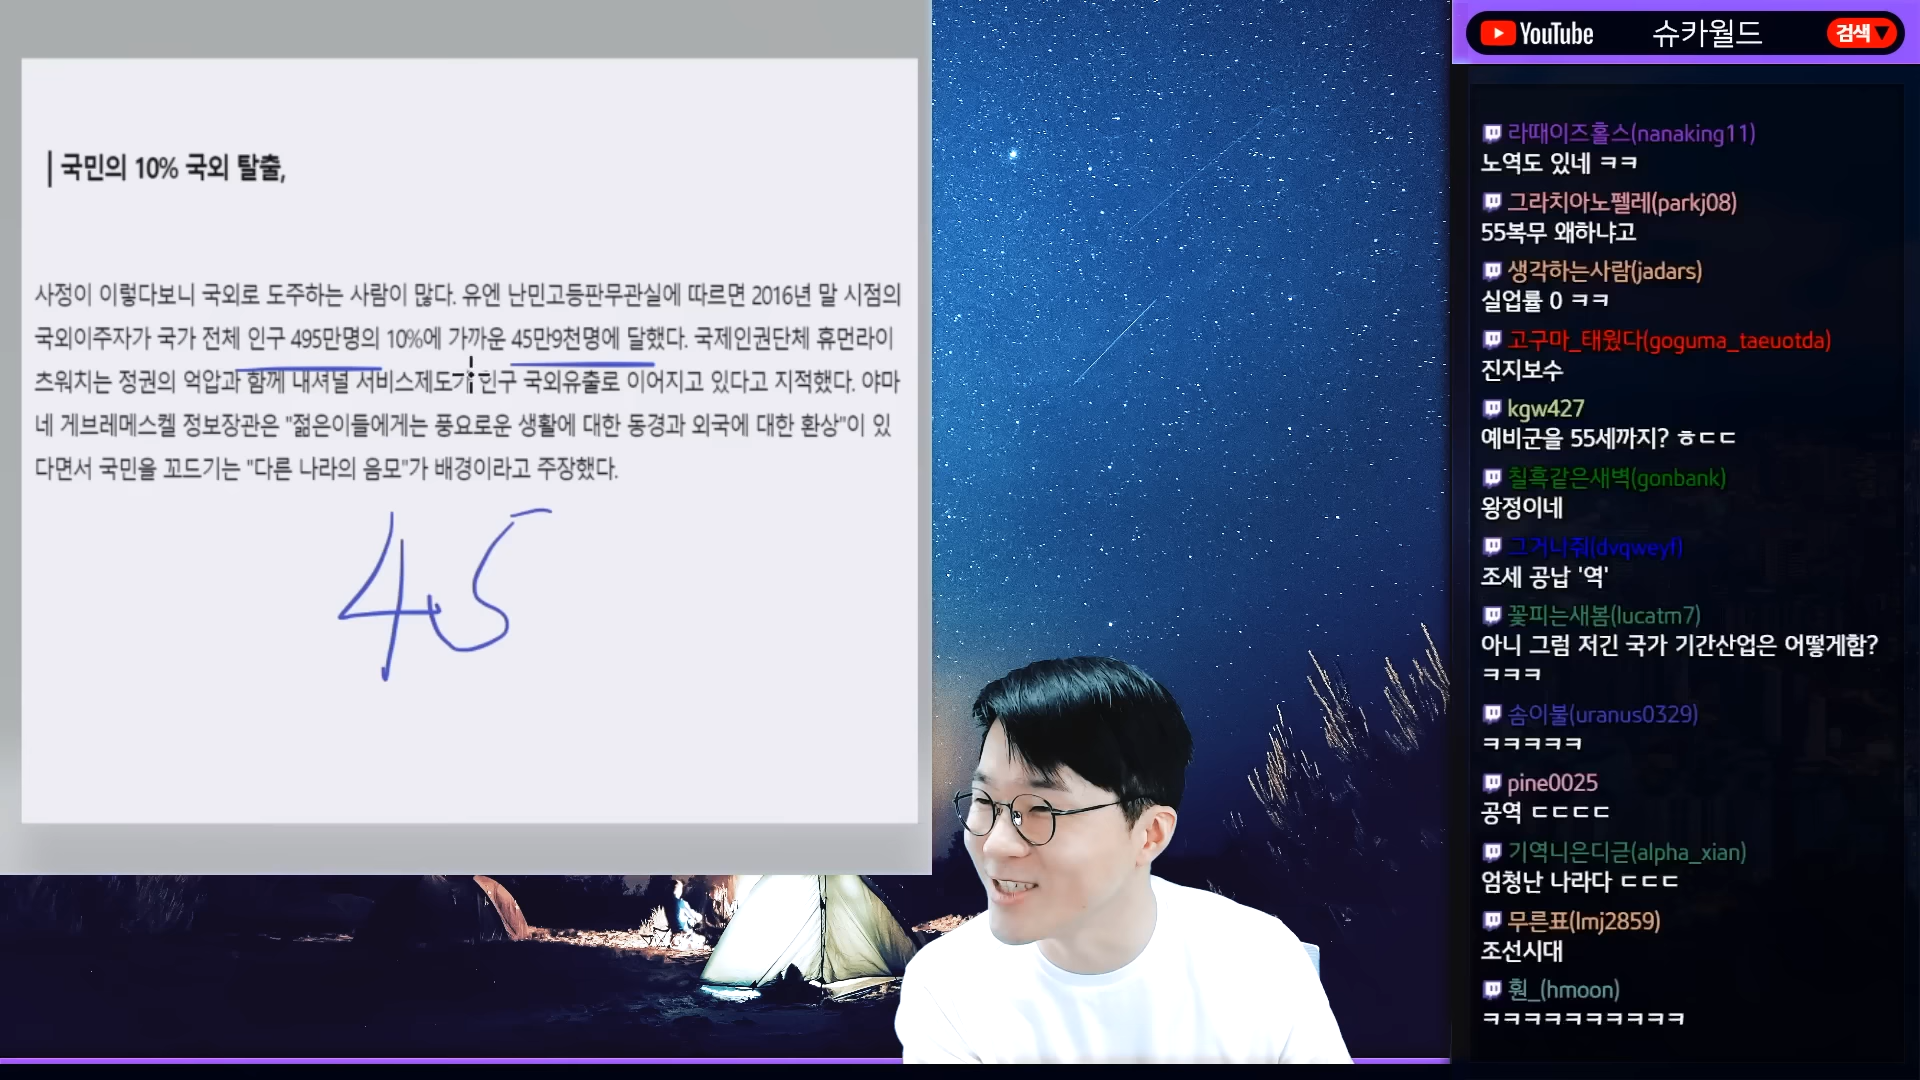 국민의 10% 국외 탈출,
사정이 이렇다보니 국외로 도주하는 사람이 많다. 유엔 난민고등판무관실에 따르면 2016년 말 시점의
국외이주자가 국가 전체 인구 495만명의 10%에 가까운 45만9천명에 달했다. 국제인권단체 휴먼라이
츠워치는 정권의 억압과 함께 내셔널 서비스제도가 인구 국외유출로 이어지고 있다고 지적했다. 야마
네 게브레메스켈 정보장관은 "젊은이들에게는 풍요로운 생활에 대한 동경과 외국에 대한 환상"이 있
다면서 국민을 꼬드기는 "다른 나라의 음모"가 배경이라고 주장했다.
45
YouTube 슈카월드 검색▼
라때이즈홀스(nanaking11)
노역도 있네 ㅋㅋ
그라치아노펠레(parkj08)
55복무 왜하냐고
생각하는사람(jadars)
실업률 0 ㅋㅋ
고구마_태웠다(goguma_taeuotda)
진지보수
kgw427
예비군을 55세까지? ㅎㄷㄷ
칠흑같은새벽(gonbank)
왕정이네
그거니줘(dvqweyf)
조세 공납 '역'
꽃피는새봄(lucatm7)
아니 그럼 저긴 국가 기간산업은 어떻게함?
ㅋㅋㅋ
솜이불(uranus0329)
ㅋㅋㅋㅋㅋ
pine0025
공역 ㄷㄷㄷㄷ
기역니은디귿(alpha_xian)
엄청난 나라다 ㄷㄷㄷ
무른표(lmj2859)
조선시대
훤_(hmoon)
ㅋㅋㅋㅋㅋㅋㅋㅋㅋㅋ